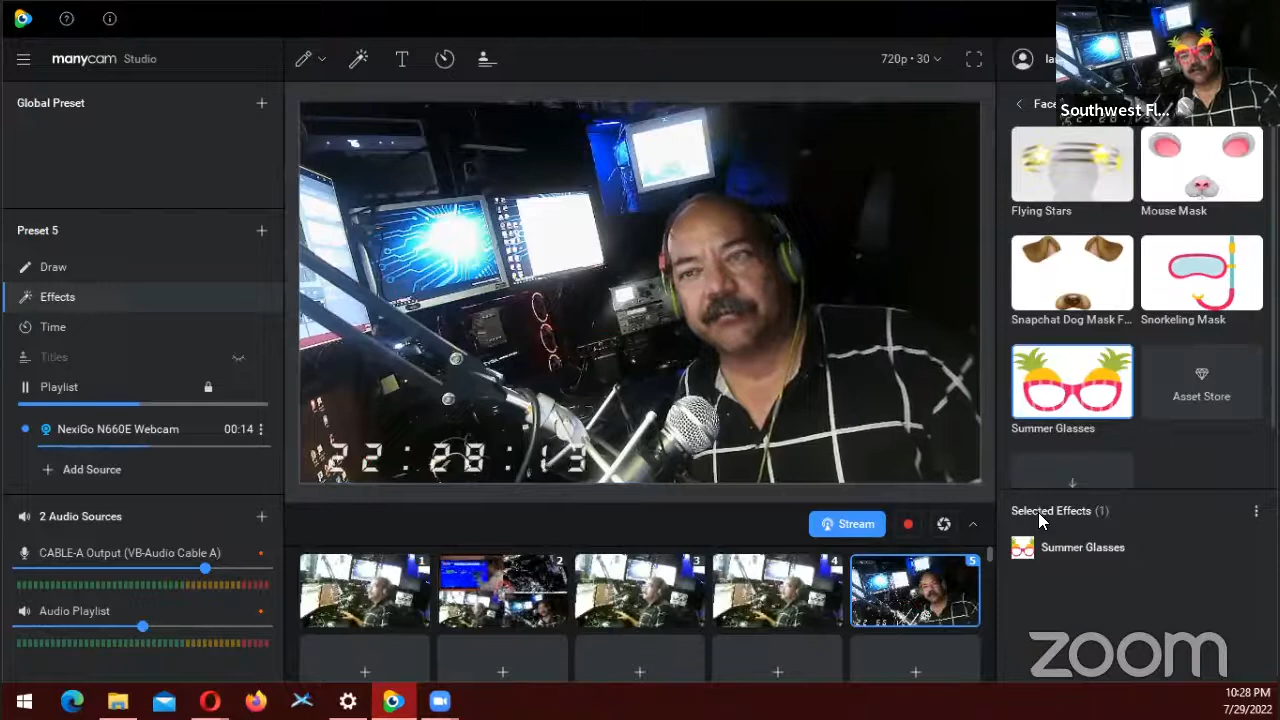 manycam Studio
720p • 30
Global Preset
Preset 5
Draw
Effects
Time
Titles
Playlist
NexiGo N660E Webcam 00:14
Add Source
2 Audio Sources
CABLE-A Output (VB-Audio Cable A)
Audio Playlist
22:28:13
Stream
1
2
3
4
5
Southwest Fl...
Face
Flying Stars
Mouse Mask
Snapchat Dog Mask F...
Snorkeling Mask
Summer Glasses
Asset Store
Selected Effects (1)
Summer Glasses
zoom
10:28 PM
7/29/2022